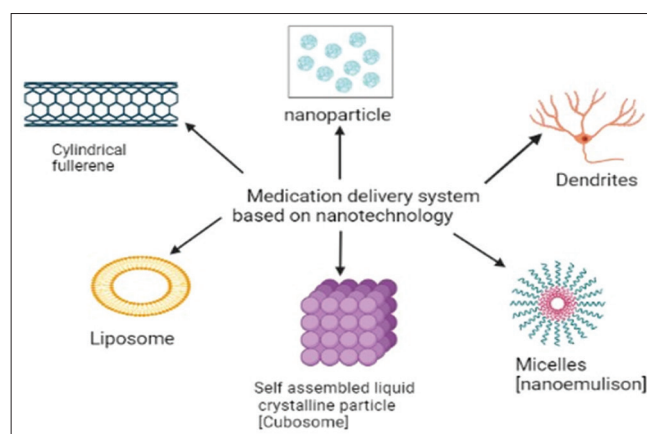 nanoparticle
Cylindrical
fullerene
Dendrites
Medication delivery system
based on nanotechnology
Liposome
Self assembled liquid
crystalline particle
[Cubosome]
Micelles
[nanoemulison]